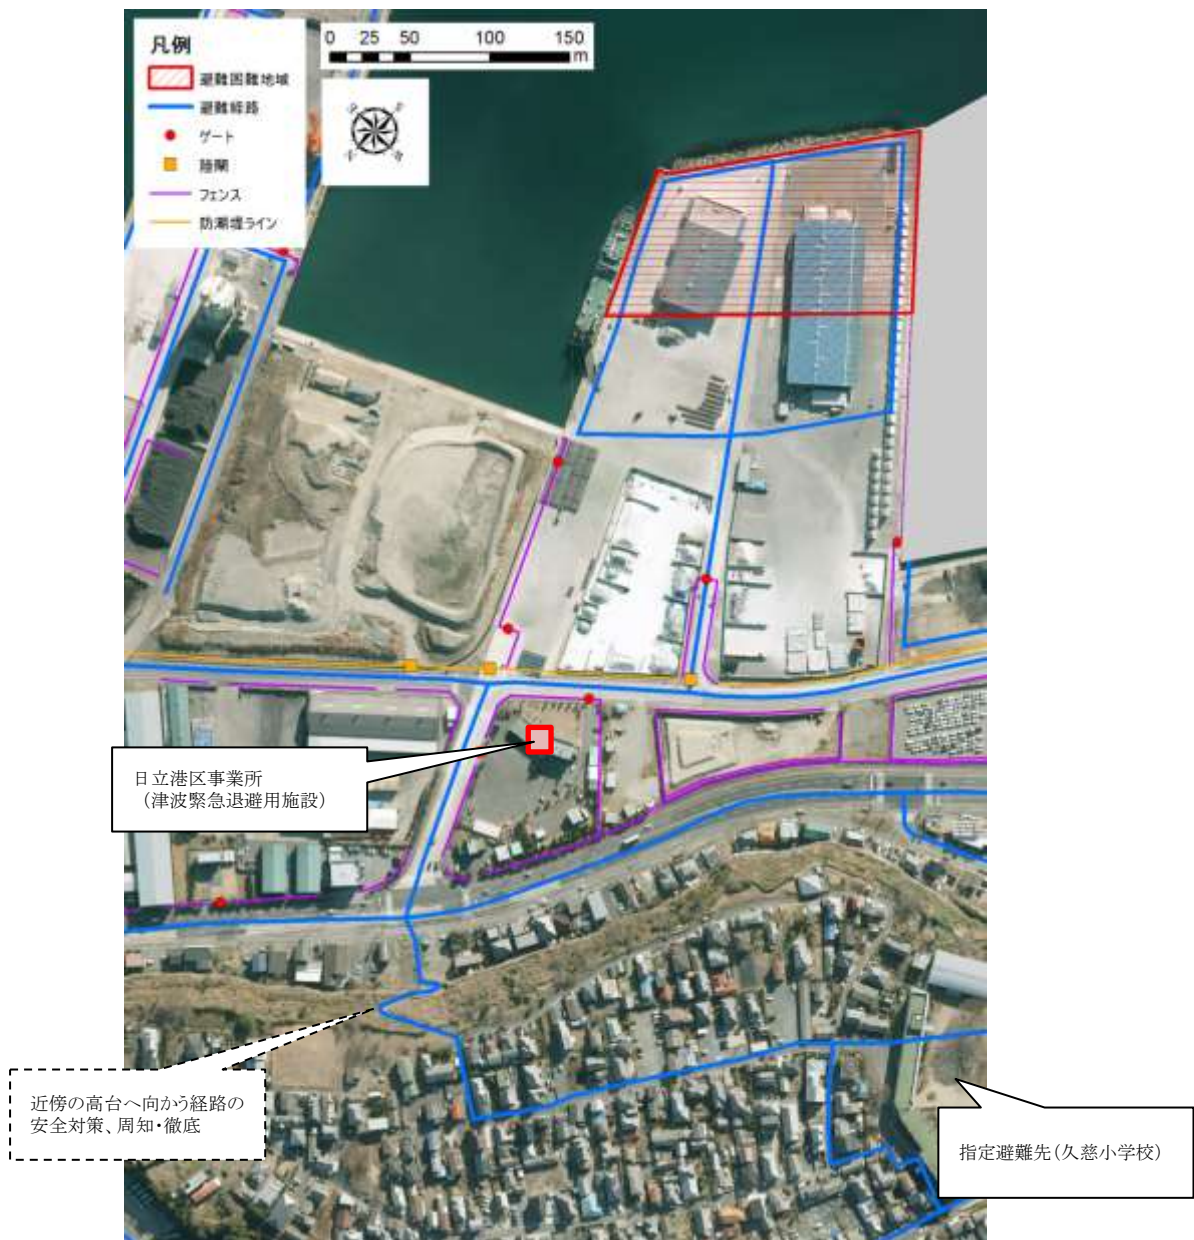 凡例
避難困難地域
避難経路
ゲート
陸閘
フェンス
防潮堤ライン
0 25 50 100 150
m
日立港区事業所
(津波緊急退避用施設)
近傍の高台へ向かう経路の
安全対策、周知・徹底
指定避難先(久慈小学校)